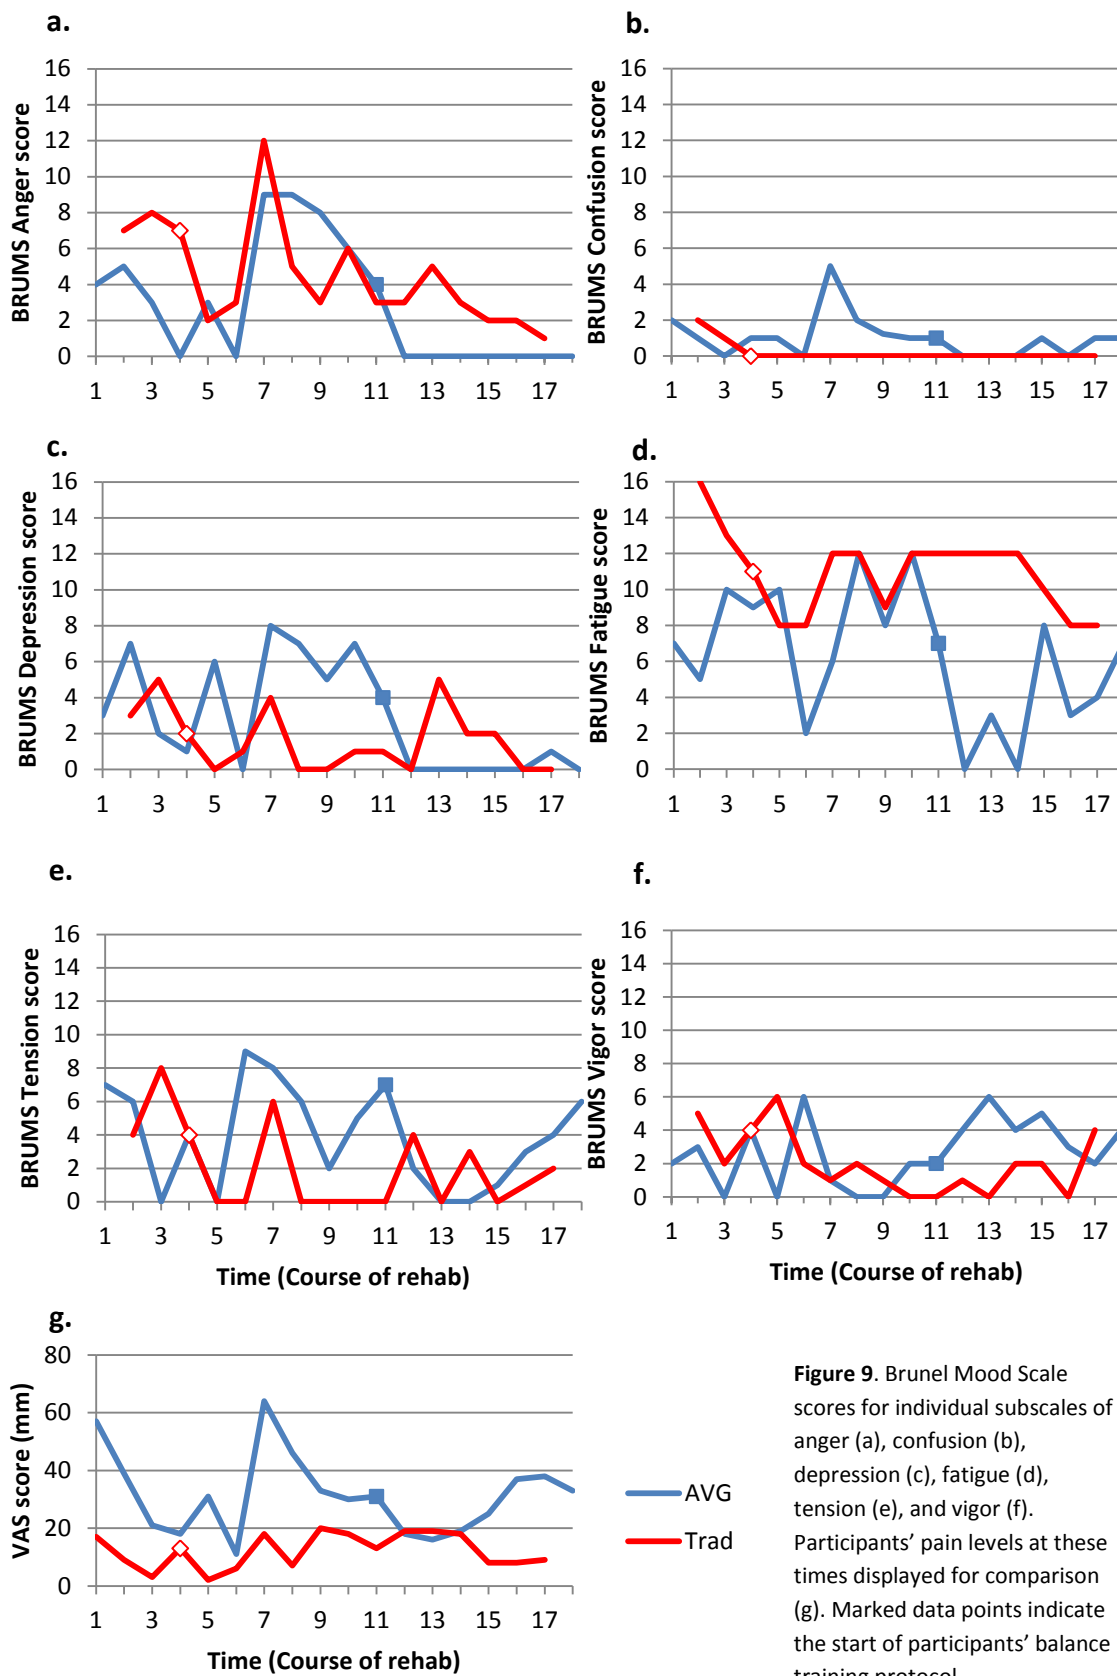 a.
BRUMS Anger score
16
14
12
10
8
6
4
2
0
1 3 5 7 9 11 13 15 17
b.
BRUMS Confusion score
16
14
12
10
8
6
4
2
0
1 3 5 7 9 11 13 15 17
c.
BRUMS Depression score
16
14
12
10
8
6
4
2
0
1 3 5 7 9 11 13 15 17
d.
BRUMS Fatigue score
16
14
12
10
8
6
4
2
0
1 3 5 7 9 11 13 15 17
e.
BRUMS Tension score
16
14
12
10
8
6
4
2
0
1 3 5 7 9 11 13 15 17
Time (Course of rehab)
f.
BRUMS Vigor score
16
14
12
10
8
6
4
2
0
1 3 5 7 9 11 13 15 17
Time (Course of rehab)
g.
VAS score (mm)
80
60
40
20
0
1 3 5 7 9 11 13 15 17
Time (Course of rehab)
AVG
Trad
Figure 9. Brunel Mood Scale
scores for individual subscales of
anger (a), confusion (b),
depression (c), fatigue (d),
tension (e), and vigor (f).
Participants' pain levels at these
times displayed for comparison
(g). Marked data points indicate
the start of participants' balance
training protocol